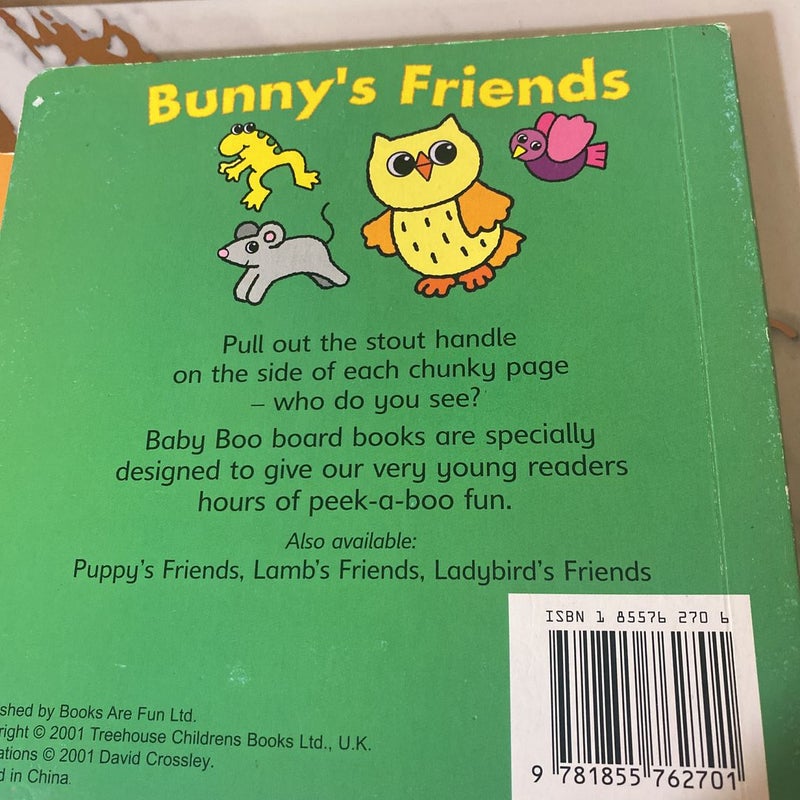 Bunny's Friends
Pull out the stout handle
on the side of each chunky page
– who do you see?
Baby Boo board books are specially
designed to give our very young readers
hours of peek-a-boo fun.
Also available:
Puppy's Friends, Lamb's Friends, Ladybird's Friends
ISBN 1 85576 270 6
shed by Books Are Fun Ltd.
right © 2001 Treehouse Childrens Books Ltd., U.K.
ations © 2001 David Crossley.
d in China.
9 781855 762701